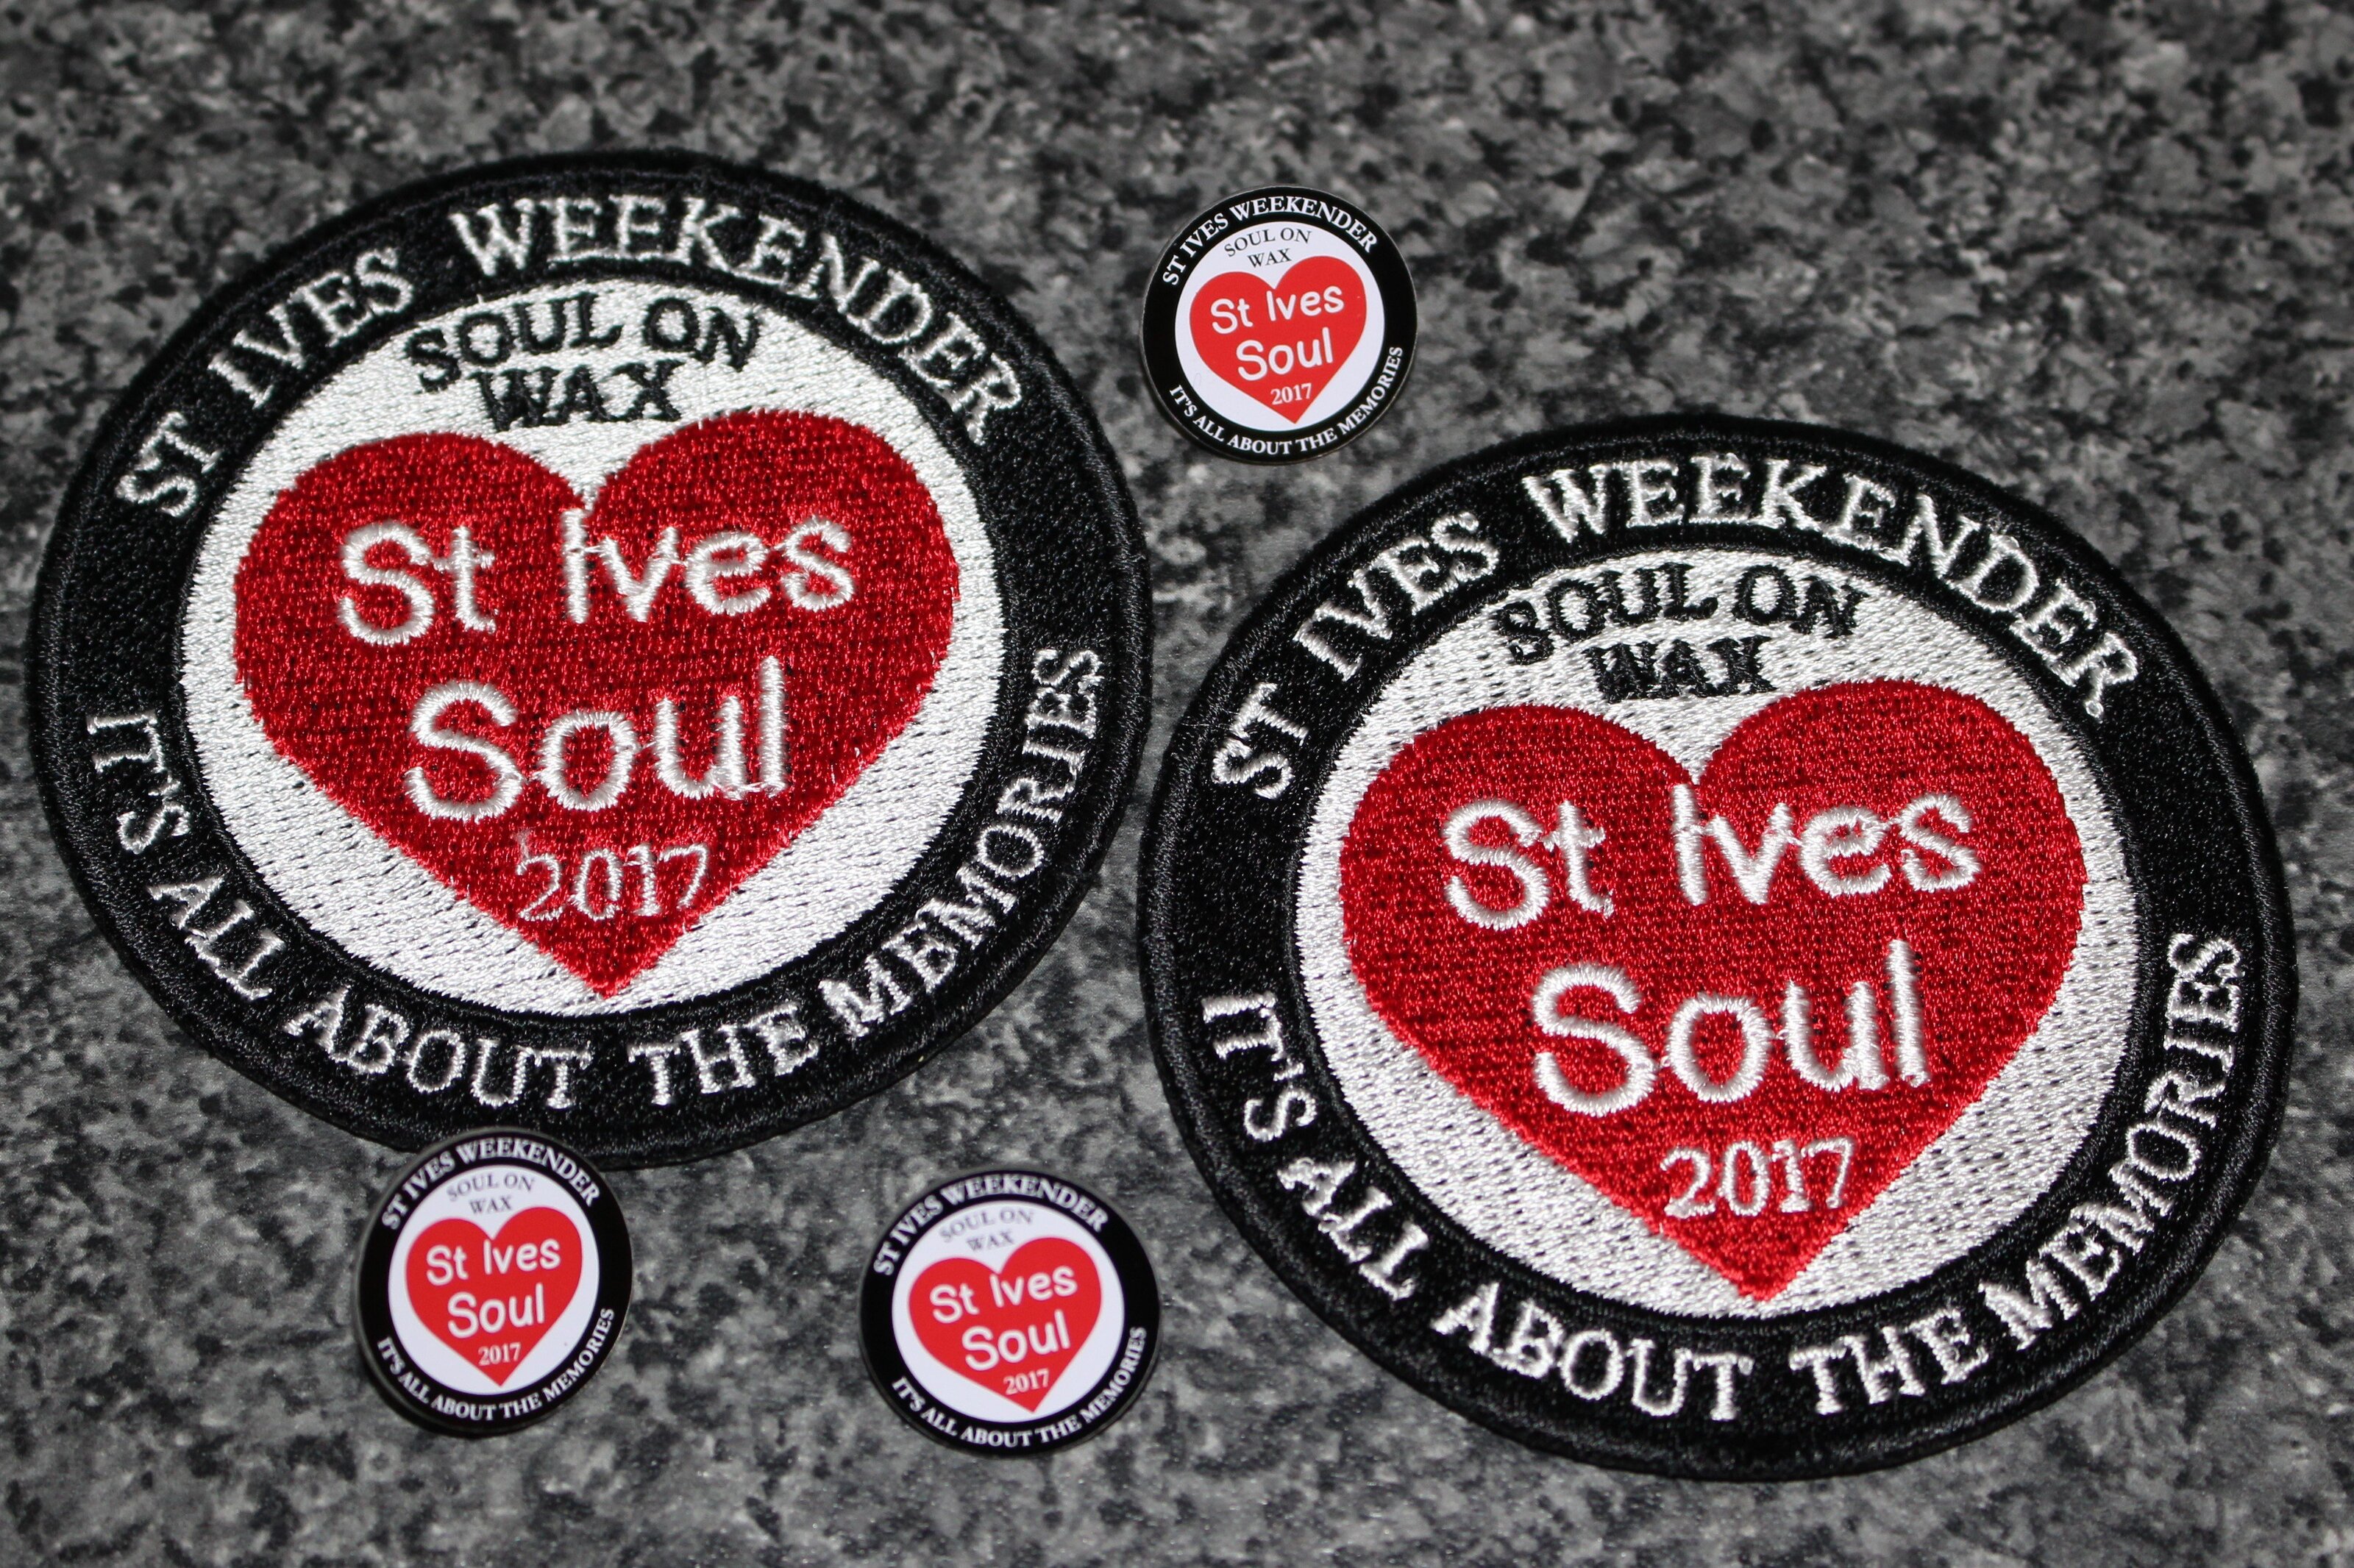 ST IVES WEEKENDER
SOUL ON
WAX
St Ives
Soul
2017
IT'S ALL ABOUT THE MEMORIES
ST IVES WEEKENDER
SOUL ON
WAX
St Ives
Soul
2017
IT'S ALL ABOUT THE MEMORIES
ST IVES WEEKENDER
SOUL ON
WAX
St Ives
Soul
2017
IT'S ALL ABOUT THE MEMORIES
ST IVES WEEKENDER
SOUL ON
WAX
St Ives
Soul
2017
IT'S ALL ABOUT THE MEMORIES
ST IVES WEEKENDER
SOUL ON
WAX
St Ives
Soul
2017
IT'S ALL ABOUT THE MEMORIES